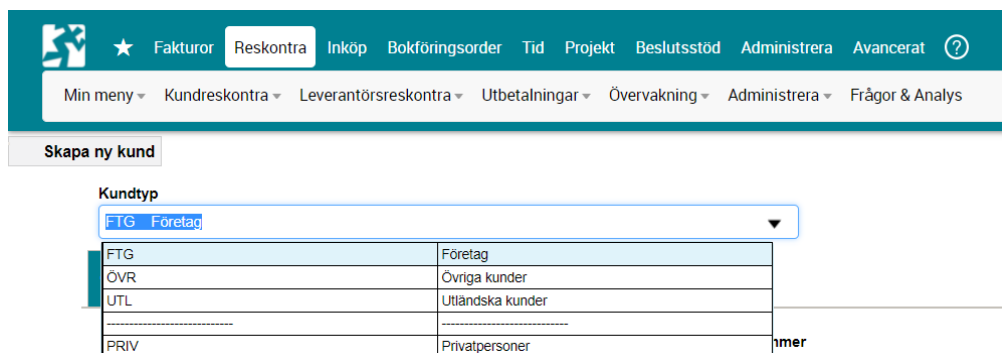 Fakturor Reskontra Inköp Bokföringsorder Tid Projekt Beslutsstöd Administrera Avancerat ?
Min meny Kundreskontra Leverantörsreskontra Utbetalningar Övervakning Administrera Frågor & Analys
Skapa ny kund
Kundtyp
FTG Företag
FTG Företag
ÖVR Övriga kunder
UTL Utländska kunder
---------------------------- ----------------------------
PRIV Privatpersoner